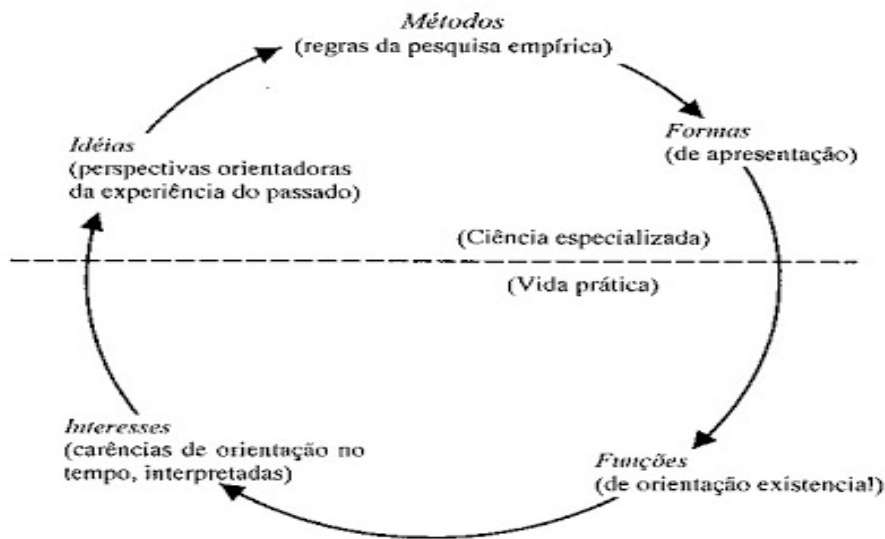 Métodos
(regras da pesquisa empírica)
Idéias
(perspectivas orientadoras
da experiência do passado)
Formas
(de apresentação)
(Ciência especializada)
(Vida prática)
Interesses
(carências de orientação no
tempo, interpretadas)
Funções
(de orientação existencial)